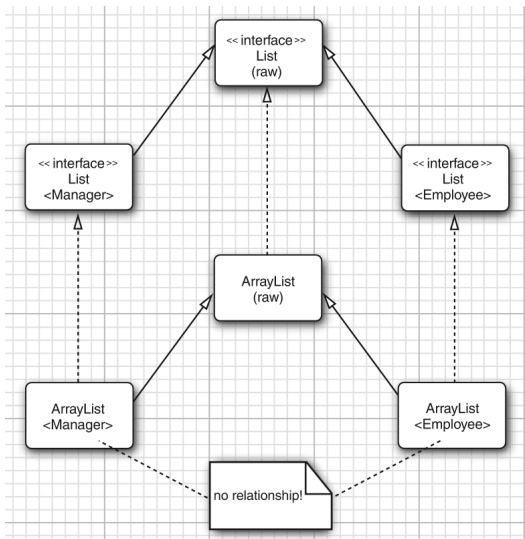 << interface >>
List
(raw)
<< interface >>
List
<Manager>
<< interface >>
List
<Employee>
ArrayList
(raw)
ArrayList
<Manager>
ArrayList
<Employee>
no relationship!